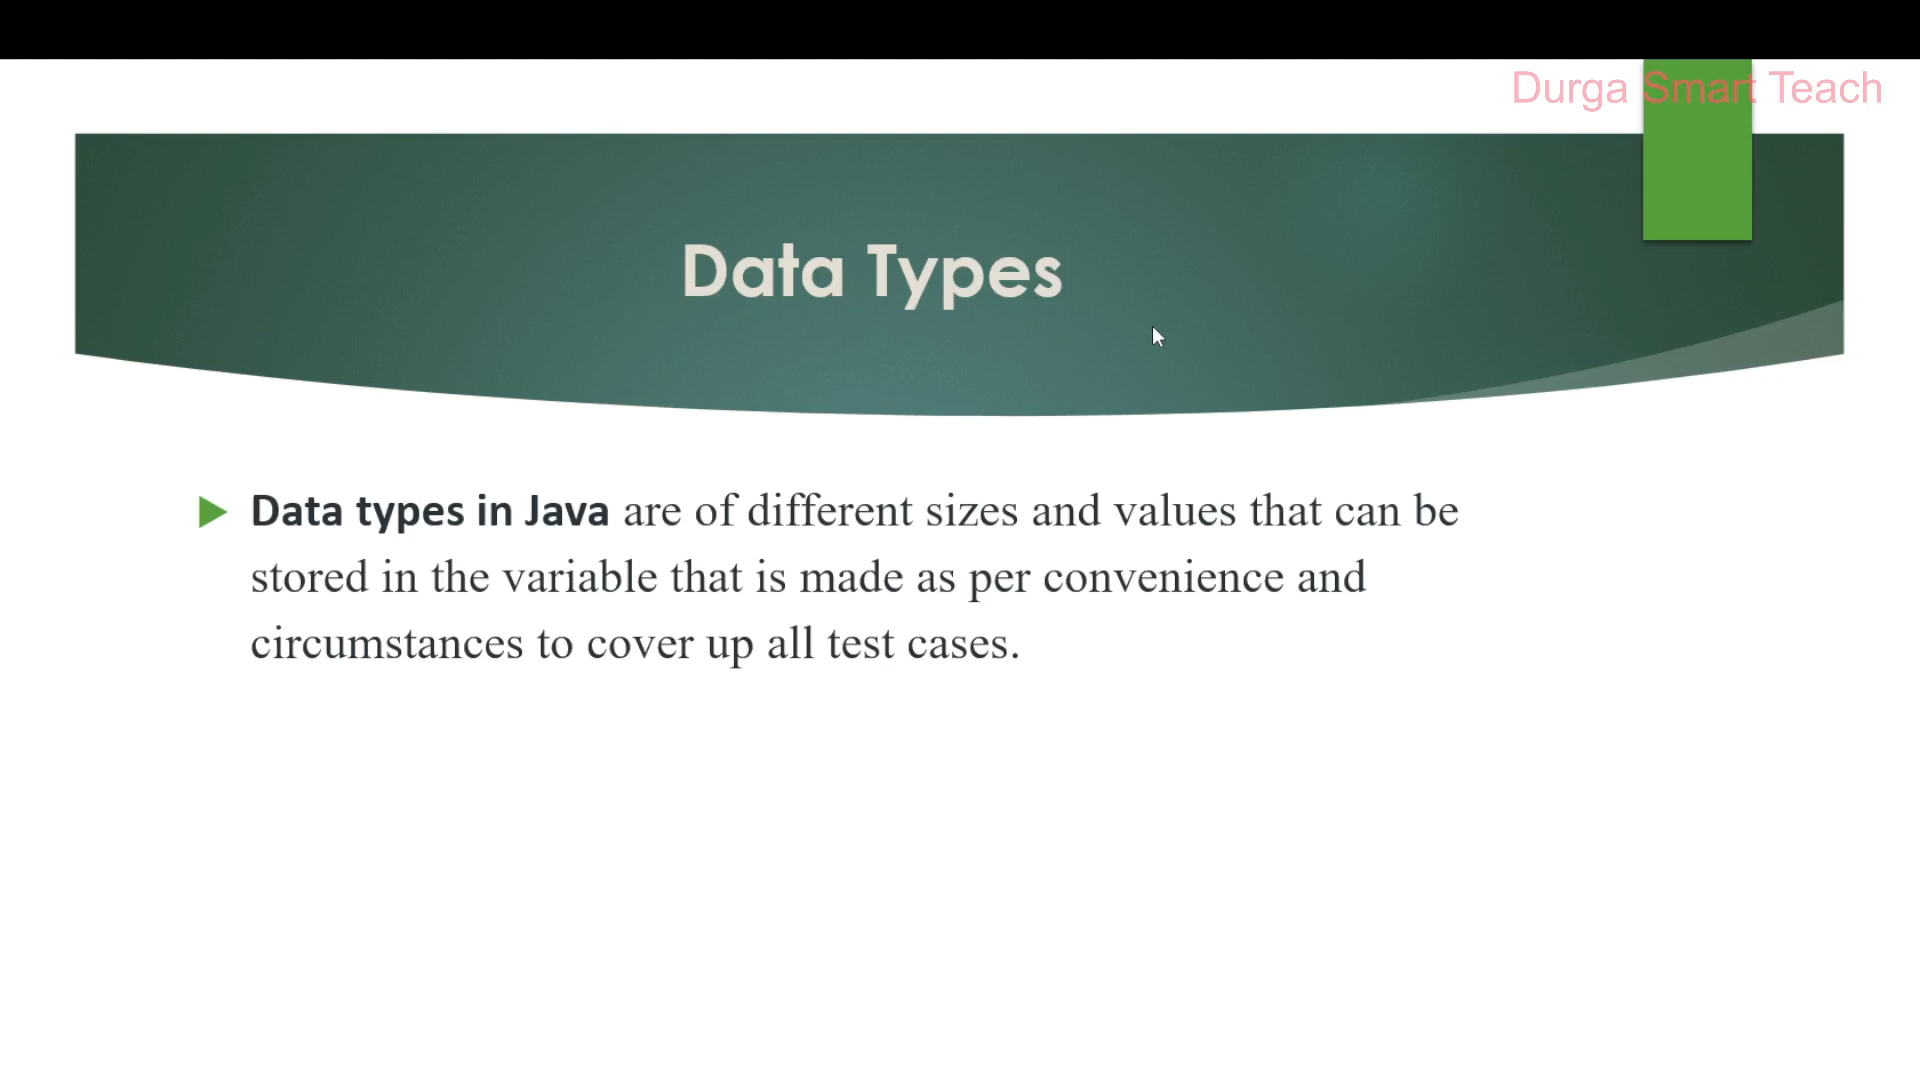 Durga Smart Teach
Data Types
Data types in Java are of different sizes and values that can be
stored in the variable that is made as per convenience and
circumstances to cover up all test cases.